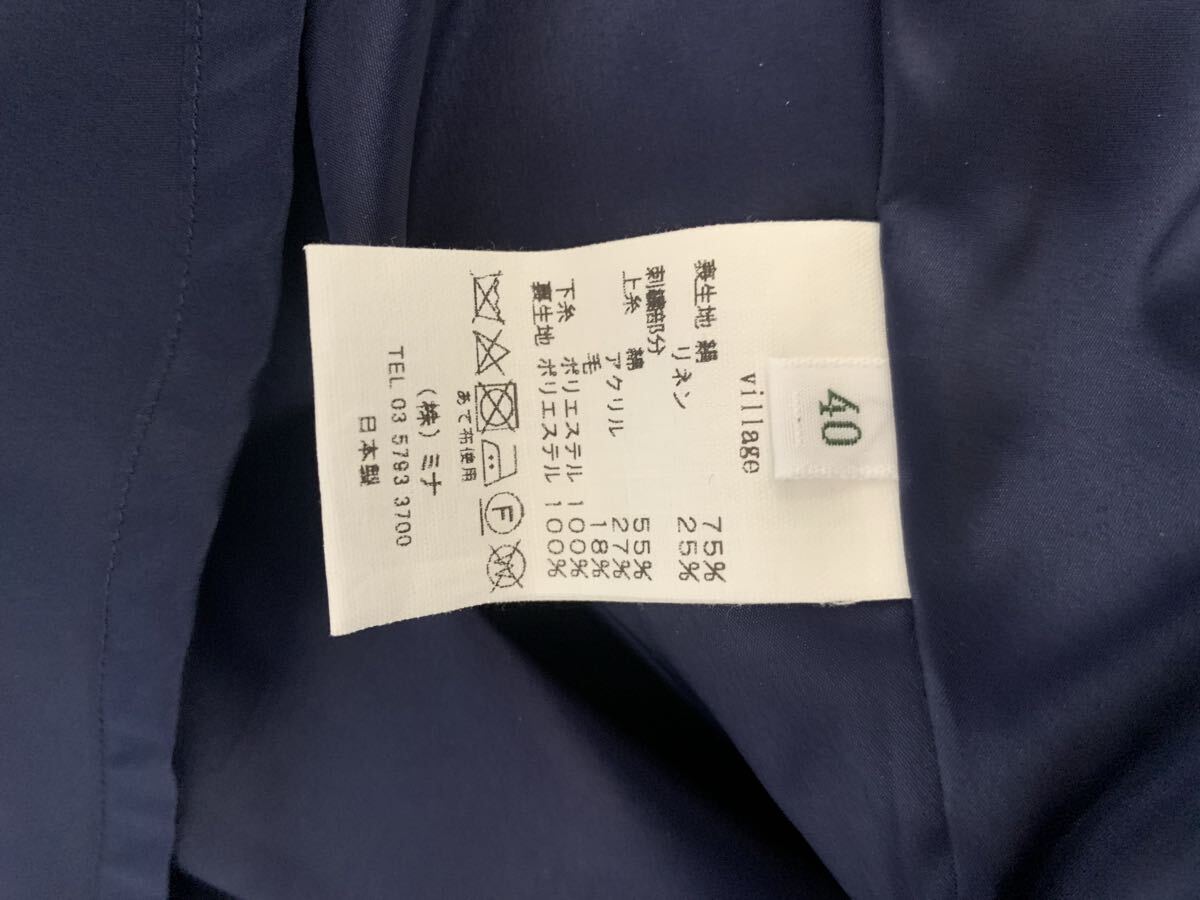 40
village
表生地 絹 75%
リネン 25%
刺繍部分
上糸 綿 55%
アクリル 27%
毛 18%
下糸 ポリエステル 100%
裏生地 ポリエステル 100%
F
W
あて布使用
(株)ミナ
TEL 03 5793 3700
日本製